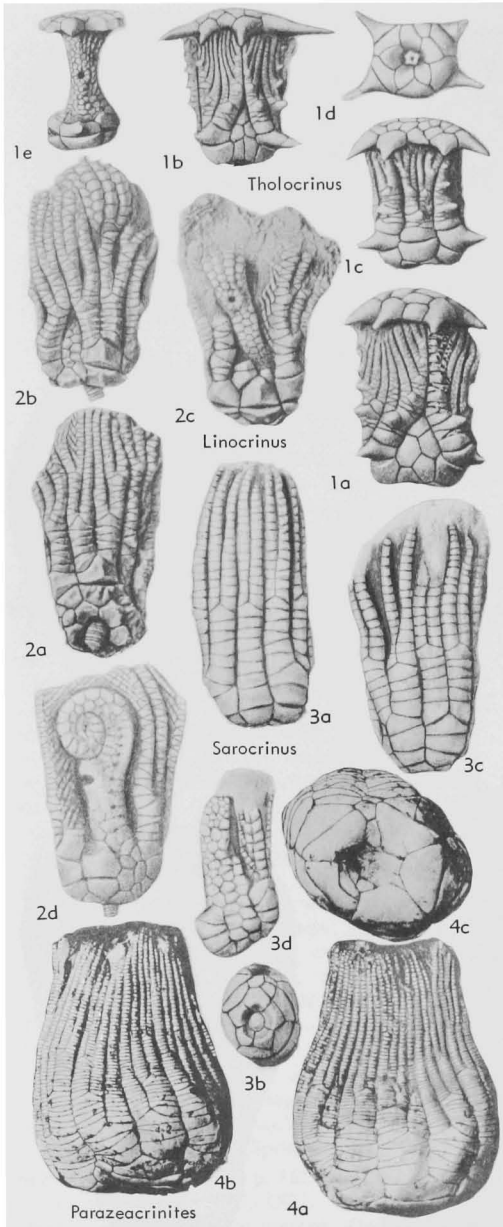 1e
1b
1d
Tholocrinus
1c
2b
2c
Linocrinus
1a
2a
3a
Sarocrinus
3c
2d
3d
4c
3b
4b
4a
Parazeacrinites